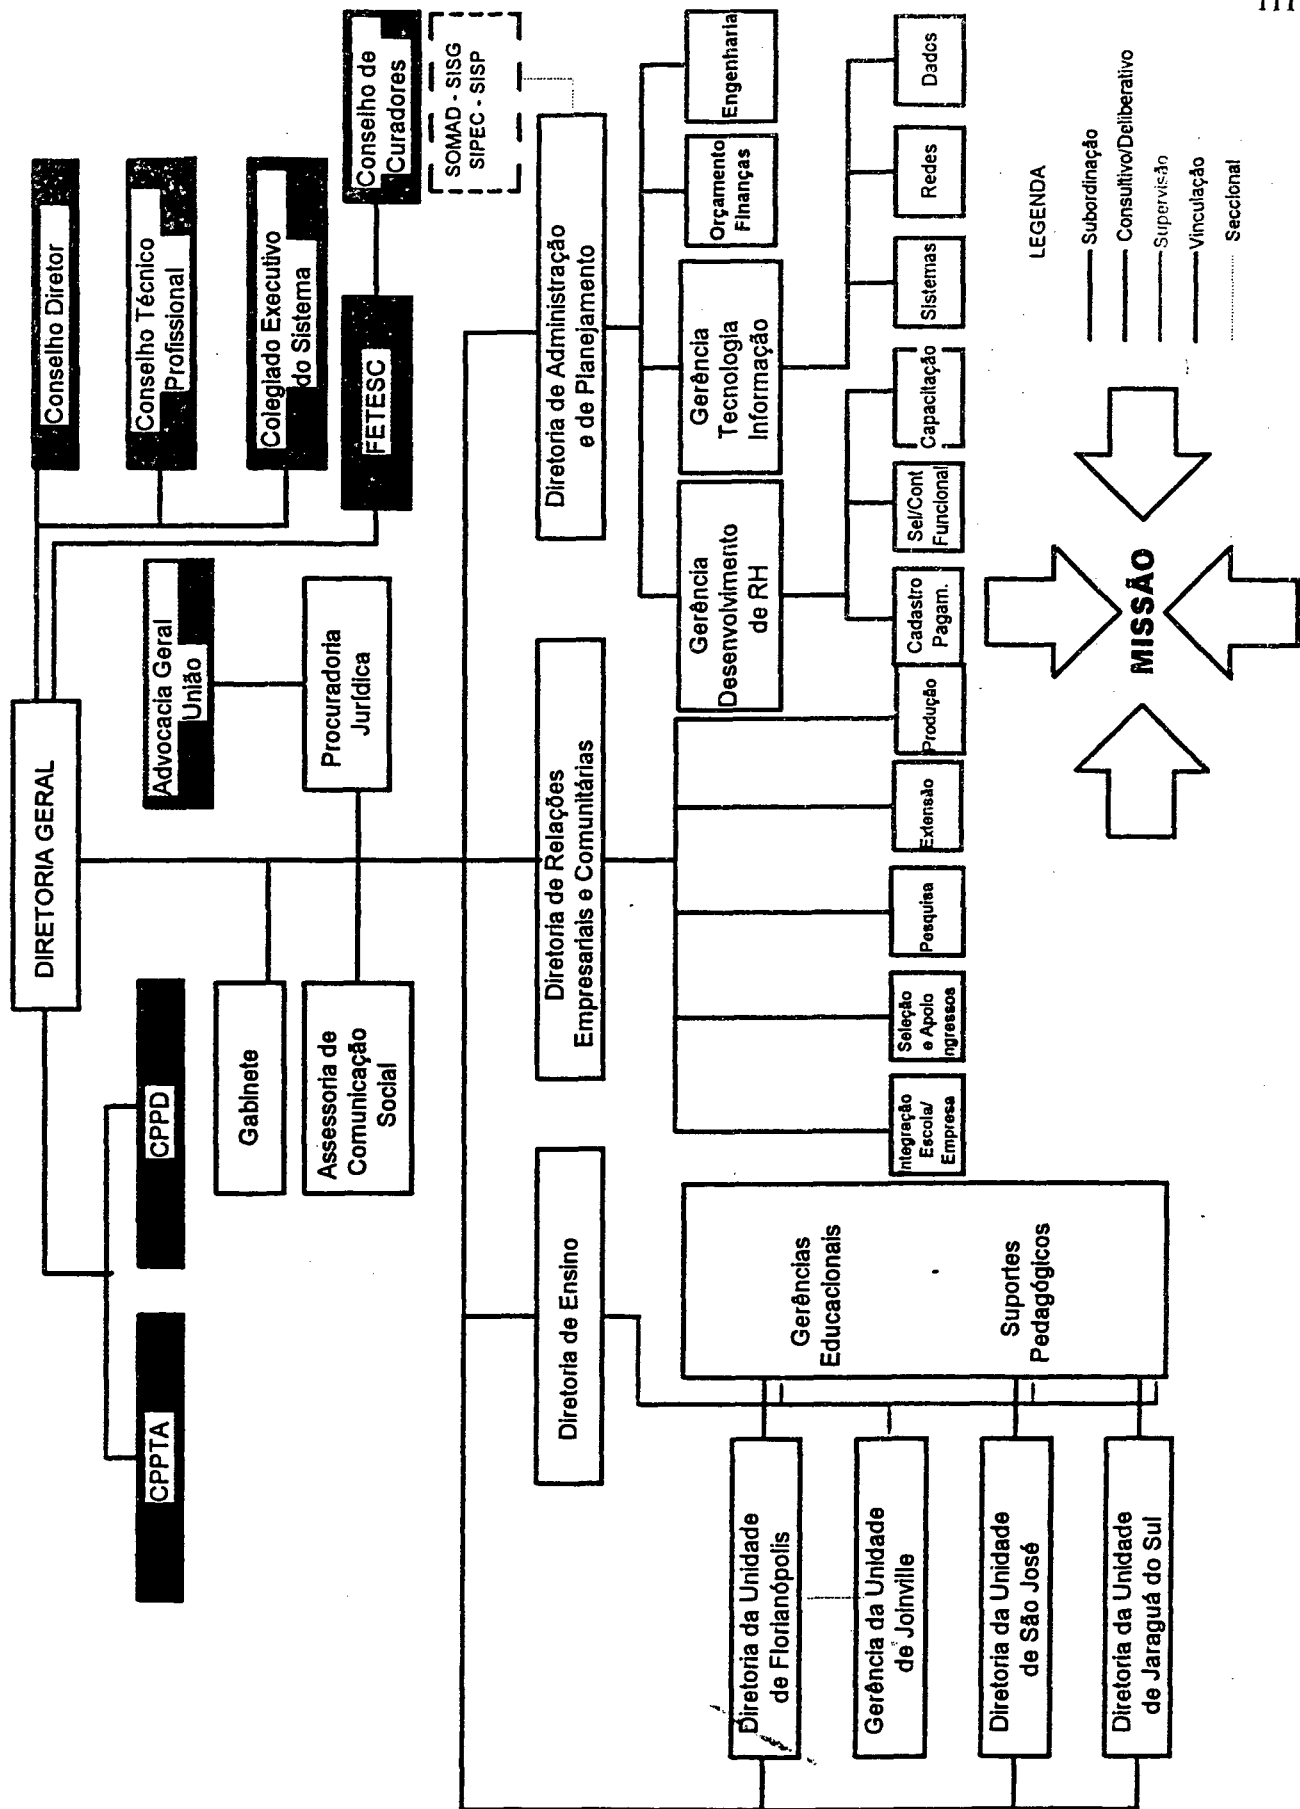 111
DIRETORIA GERAL
Conselho Diretor
Conselho Técnico
Profissional
Colegiado Executivo
do Sistema
FETESC
Conselho de
Curadores
CPPTA
CPPD
Advocacia Geral
União
Gabinete
Assessoria de
Comunicação
Social
Procuradoria
Jurídica
SOMAD - SISG
SIPEC - SISP
Diretoria de Ensino
Diretoria de Relações
Empresariais e Comunitárias
Diretoria de Administração
e de Planejamento
Gerências
Educacionais
Suportes
Pedagógicos
Diretoria da Unidade
de Florianópolis
Gerência da Unidade
de Joinville
Diretoria da Unidade
de São José
Diretoria da Unidade
de Jaraguá do Sul
Gerência
Desenvolvimento
de RH
Gerência
Tecnologia
Informação
Orçamento
Finanças
Engenharia
Integração
Escola/
Empresa
Seleção
e Apoio
Ingressos
Pesquisa
Extensão
Produção
Cadastro
Pagam.
Sel/Cont
Funcional
Capacitação
Sistemas
Redes
Dados
MISSÃO
LEGENDA
Subordinação
Consultivo/Deliberativo
Supervisão
Vinculação
Seccional